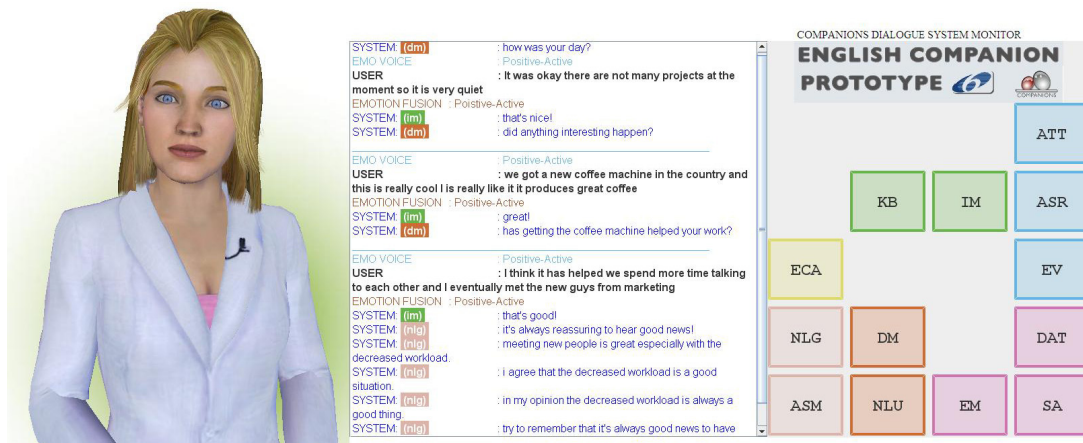 SYSTEM: (dm) : how was your day?
EMO VOICE : Positive-Active
USER : It was okay there are not many projects at the
moment so it is very quiet
EMOTION FUSION : Poistive-Active
SYSTEM: (im) : that's nice!
SYSTEM: (dm) : did anything interesting happen?
EMO VOICE : Positive-Active
USER : we got a new coffee machine in the country and
this is really cool I is really like it it produces great coffee
EMOTION FUSION : Positive-Active
SYSTEM: (im) : great!
SYSTEM: (dm) : has getting the coffee machine helped your work?
EMO VOICE : Positive-Active
USER : I think it has helped we spend more time talking
to each other and I eventually met the new guys from marketing
EMOTION FUSION : Positive-Active
SYSTEM: (im) : that's good!
SYSTEM: (nlg) : it's always reassuring to hear good news!
SYSTEM: (nlg) : meeting new people is great especially with the
decreased workload.
SYSTEM: (nlg) : i agree that the decreased workload is a good
situation.
SYSTEM: (nlg) : in my opinion the decreased workload is always a
good thing.
SYSTEM: (nlg) : try to remember that it's always good news to have
COMPANIONS DIALOGUE SYSTEM MONITOR
ENGLISH COMPANION
PROTOTYPE 6
COMPANIONS
ATT
KB IM ASR
ECA EV
NLG DM DAT
ASM NLU EM SA